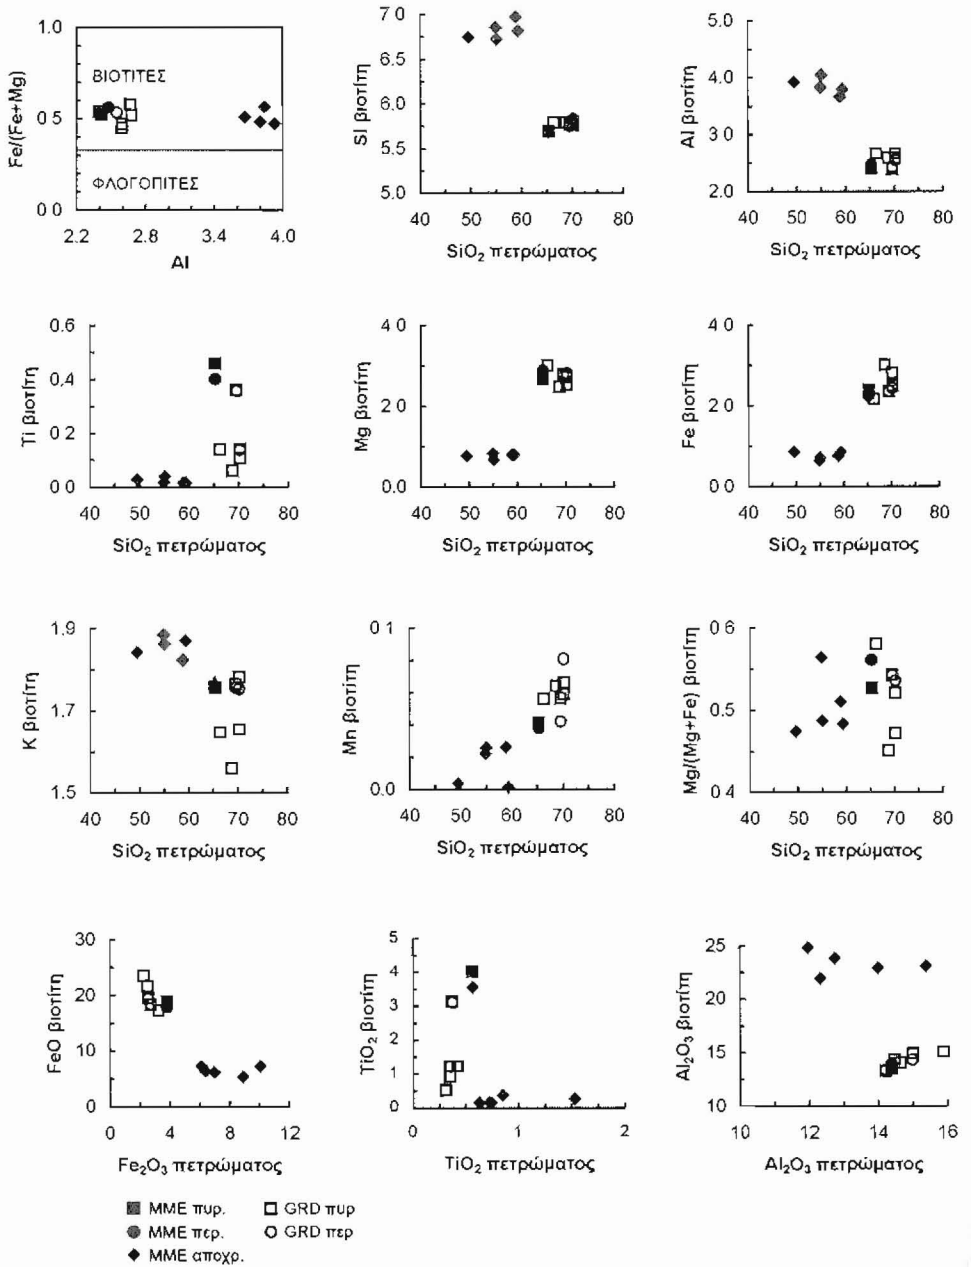 Fe/(Fe+Mg)
1.0
0.5
0 0
ΒΙΟΤΙΤΕΣ
ΦΛΟΓΟΠΙΤΕΣ
2.2 2.8 3.4 4.0
Al
SI βιοτίτη
7 0
6.5
6.0
5.5
5.0
40 50 60 70 80
SiO2 πετρώματος
Al βιοτίτη
5.0
4.0
3.0
2.0
40 50 60 70 80
SiO2 πετρώματος
Ti βιοτίτη
0 6
0.4
0 2
0 0
40 50 60 70 80
SiO2 πετρώματος
Mg βιοτίτη
4 0
3.0
2 0
1.0
0 0
40 50 60 70 80
SiO2 πετρώματος
Fe βιοτίτη
4 0
3 0
2 0
1.0
0 0
40 50 60 70 80
SiO2 πετρώματος
K βιοτίτη
1.9
1.7
1.5
40 50 60 70 80
SiO2 πετρώματος
Mn βιοτίτη
0 1
0.0
40 50 60 70 80
SiO2 πετρώματος
Mg/(Mg+Fe) βιοτίτη
0 6
0.5
0 4
40 50 60 70 80
SiO2 πετρώματος
FeO βιοτίτη
30
20
10
0
0 4 8 12
Fe2O3 πετρώματος
TiO2 βιοτίτη
5
4
3
2
1
0
0 1 2
TiO2 πετρώματος
Al2O3 βιοτίτη
25
20
15
10
10 12 14 16
Al2O3 πετρώματος
MME πυρ. GRD πυρ
MME περ. GRD περ
MME αποχρ.